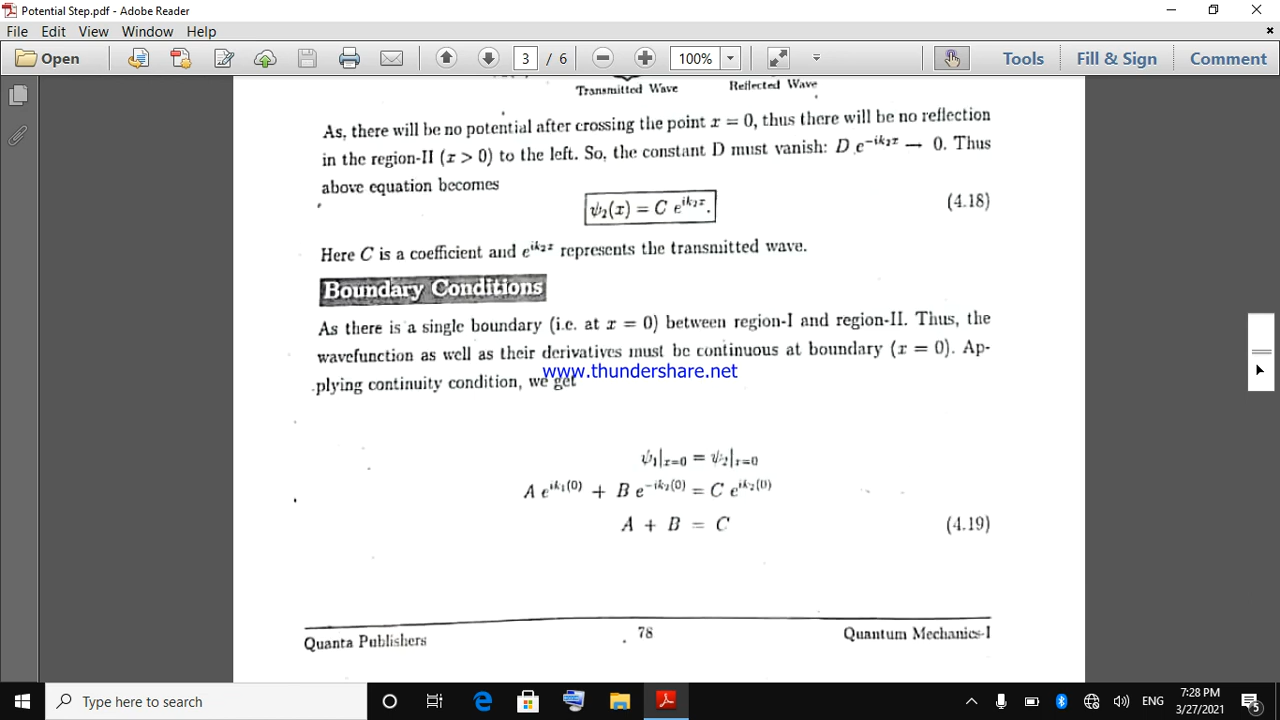 Potential Step.pdf - Adobe Reader
File Edit View Window Help
Open 3 / 6 100% Tools Fill & Sign Comment
Transmitted Wave Reflected Wave
As, there will be no potential after crossing the point x = 0, thus there will be no reflection
in the region-II (x > 0) to the left. So, the constant D must vanish: D e^{-ik₂x} → 0. Thus
above equation becomes
ψ₂(x) = C e^{ik₂x}. (4.18)
Here C is a coefficient and e^{ik₂x} represents the transmitted wave.
Boundary Conditions
As there is a single boundary (i.e. at x = 0) between region-I and region-II. Thus, the
wavefunction as well as their derivatives must be continuous at boundary (x = 0). Ap-
www.thundershare.net
plying continuity condition, we get
ψ₁|ₓ₌₀ = ψ₂|ₓ₌₀
A e^{ik₁(0)} + B e^{-ik₂(0)} = C e^{ik₂(0)}
A + B = C (4.19)
Quanta Publishers 78 Quantum Mechanics-I
Type here to search
ENG
7:28 PM
3/27/2021
5